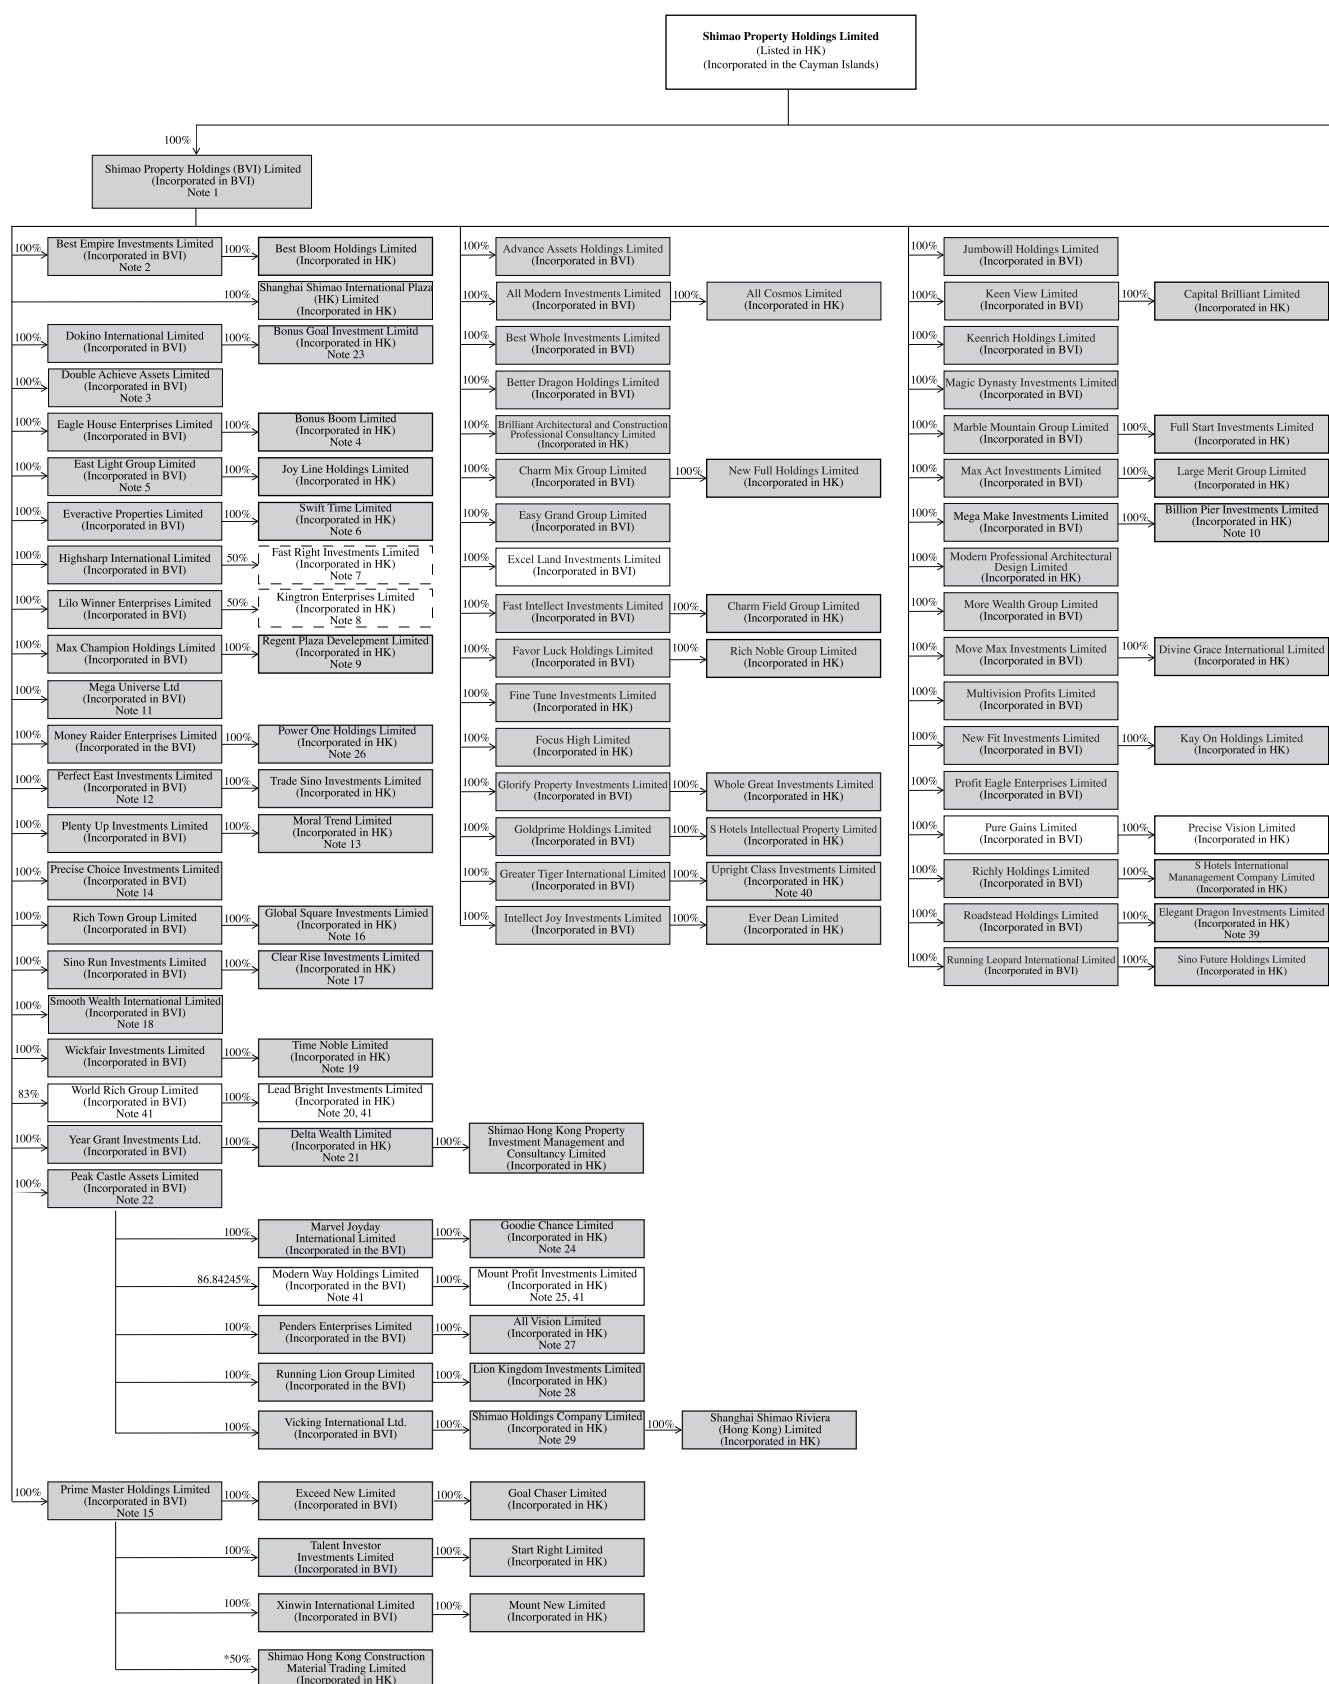 Shimao Property Holdings Limited
(Listed in HK)
(Incorporated in the Cayman Islands)
100%
Shimao Property Holdings (BVI) Limited
(Incorporated in BVI)
Note 1
100%
Best Empire Investments Limited
(Incorporated in BVI)
Note 2
100%
Best Bloom Holdings Limited
(Incorporated in HK)
100%
Shanghai Shimao International Plaza
(HK) Limited
(Incorporated in HK)
100%
Dokino International Limited
(Incorporated in BVI)
100%
Bonus Goal Investment Limitd
(Incorporated in HK)
Note 23
100%
Double Achieve Assets Limited
(Incorporated in BVI)
Note 3
100%
Eagle House Enterprises Limited
(Incorporated in BVI)
100%
Bonus Boom Limited
(Incorporated in HK)
Note 4
100%
East Light Group Limited
(Incorporated in BVI)
Note 5
100%
Joy Line Holdings Limited
(Incorporated in HK)
100%
Everactive Properties Limited
(Incorporated in BVI)
100%
Swift Time Limited
(Incorporated in HK)
Note 6
100%
Highsharp International Limited
(Incorporated in BVI)
50%
Fast Right Investments Limited
(Incorporated in HK)
Note 7
100%
Lilo Winner Enterprises Limited
(Incorporated in BVI)
50%
Kingtron Enterprises Limited
(Incorporated in HK)
Note 8
100%
Max Champion Holdings Limited
(Incorporated in BVI)
100%
Regent Plaza Develepment Limited
(Incorporated in HK)
Note 9
100%
Mega Universe Ltd
(Incorporated in BVI)
Note 11
100%
Money Raider Enterprises Limited
(Incorporated in the BVI)
100%
Power One Holdings Limited
(Incorporated in HK)
Note 26
100%
Perfect East Investments Limited
(Incorporated in BVI)
Note 12
100%
Trade Sino Investments Limited
(Incorporated in HK)
100%
Plenty Up Investments Limited
(Incorporated in BVI)
100%
Moral Trend Limited
(Incorporated in HK)
Note 13
100%
Precise Choice Investments Limited
(Incorporated in BVI)
Note 14
100%
Rich Town Group Limited
(Incorporated in BVI)
100%
Global Square Investments Limied
(Incorporated in HK)
Note 16
100%
Sino Run Investments Limited
(Incorporated in BVI)
100%
Clear Rise Investments Limited
(Incorporated in HK)
Note 17
100%
Smooth Wealth International Limited
(Incorporated in BVI)
Note 18
100%
Wickfair Investments Limited
(Incorporated in BVI)
100%
Time Noble Limited
(Incorporated in HK)
Note 19
83%
World Rich Group Limited
(Incorporated in BVI)
Note 41
100%
Lead Bright Investments Limited
(Incorporated in HK)
Note 20, 41
100%
Year Grant Investments Ltd.
(Incorporated in BVI)
100%
Delta Wealth Limited
(Incorporated in HK)
Note 21
100%
Shimao Hong Kong Property
Investment Management and
Consultancy Limited
(Incorporated in HK)
100%
Peak Castle Assets Limited
(Incorporated in BVI)
Note 22
100%
Marvel Joyday
International Limited
(Incorporated in the BVI)
100%
Goodie Chance Limited
(Incorporated in HK)
Note 24
86.84245%
Modern Way Holdings Limited
(Incorporated in the BVI)
Note 41
100%
Mount Profit Investments Limited
(Incorporated in HK)
Note 25, 41
100%
Penders Enterprises Limited
(Incorporated in the BVI)
100%
All Vision Limited
(Incorporated in HK)
Note 27
100%
Running Lion Group Limited
(Incorporated in the BVI)
100%
Lion Kingdom Investments Limited
(Incorporated in HK)
Note 28
100%
Vicking International Ltd.
(Incorporated in BVI)
100%
Shimao Holdings Company Limited
(Incorporated in HK)
Note 29
100%
Shanghai Shimao Riviera
(Hong Kong) Limited
(Incorporated in HK)
100%
Prime Master Holdings Limited
(Incorporated in BVI)
Note 15
100%
Exceed New Limited
(Incorporated in BVI)
100%
Goal Chaser Limited
(Incorporated in HK)
100%
Talent Investor
Investments Limited
(Incorporated in BVI)
100%
Start Right Limited
(Incorporated in HK)
100%
Xinwin International Limited
(Incorporated in BVI)
100%
Mount New Limited
(Incorporated in HK)
*50%
Shimao Hong Kong Construction
Material Trading Limited
(Incorporated in HK)
100%
Advance Assets Holdings Limited
(Incorporated in BVI)
100%
All Modern Investments Limited
(Incorporated in BVI)
100%
All Cosmos Limited
(Incorporated in HK)
100%
Best Whole Investments Limited
(Incorporated in BVI)
100%
Better Dragon Holdings Limited
(Incorporated in BVI)
100%
Brilliant Architectural and Construction
Professional Consultancy Limited
(Incorporated in HK)
100%
Charm Mix Group Limited
(Incorporated in BVI)
100%
New Full Holdings Limited
(Incorporated in HK)
100%
Easy Grand Group Limited
(Incorporated in BVI)
100%
Excel Land Investments Limited
(Incorporated in BVI)
100%
Fast Intellect Investments Limited
(Incorporated in BVI)
100%
Charm Field Group Limited
(Incorporated in HK)
100%
Favor Luck Holdings Limited
(Incorporated in BVI)
100%
Rich Noble Group Limited
(Incorporated in HK)
100%
Fine Tune Investments Limited
(Incorporated in HK)
100%
Focus High Limited
(Incorporated in HK)
100%
Glorify Property Investments Limited
(Incorporated in BVI)
100%
Whole Great Investments Limited
(Incorporated in HK)
100%
Goldprime Holdings Limited
(Incorporated in BVI)
100%
S Hotels Intellectual Property Limited
(Incorporated in HK)
100%
Greater Tiger International Limited
(Incorporated in BVI)
100%
Upright Class Investments Limited
(Incorporated in HK)
Note 40
100%
Intellect Joy Investments Limited
(Incorporated in BVI)
100%
Ever Dean Limited
(Incorporated in HK)
100%
Jumbowill Holdings Limited
(Incorporated in BVI)
100%
Keen View Limited
(Incorporated in BVI)
100%
Capital Brilliant Limited
(Incorporated in HK)
100%
Keenrich Holdings Limited
(Incorporated in BVI)
100%
Magic Dynasty Investments Limited
(Incorporated in BVI)
100%
Marble Mountain Group Limited
(Incorporated in BVI)
100%
Full Start Investments Limited
(Incorporated in HK)
100%
Max Act Investments Limited
(Incorporated in BVI)
100%
Large Merit Group Limited
(Incorporated in HK)
100%
Mega Make Investments Limited
(Incorporated in BVI)
100%
Billion Pier Investments Limited
(Incorporated in HK)
Note 10
100%
Modern Professional Architectural
Design Limited
(Incorporated in HK)
100%
More Wealth Group Limited
(Incorporated in BVI)
100%
Move Max Investments Limited
(Incorporated in BVI)
100%
Divine Grace International Limited
(Incorporated in HK)
100%
Multivision Profits Limited
(Incorporated in BVI)
100%
New Fit Investments Limited
(Incorporated in BVI)
100%
Kay On Holdings Limited
(Incorporated in HK)
100%
Profit Eagle Enterprises Limited
(Incorporated in BVI)
100%
Pure Gains Limited
(Incorporated in BVI)
100%
Precise Vision Limited
(Incorporated in HK)
100%
Richly Holdings Limited
(Incorporated in BVI)
100%
S Hotels International
Mananagement Company Limited
(Incorporated in HK)
100%
Roadstead Holdings Limited
(Incorporated in BVI)
100%
Elegant Dragon Investments Limited
(Incorporated in HK)
Note 39
100%
Running Leopard International Limited
(Incorporated in BVI)
100%
Sino Future Holdings Limited
(Incorporated in HK)